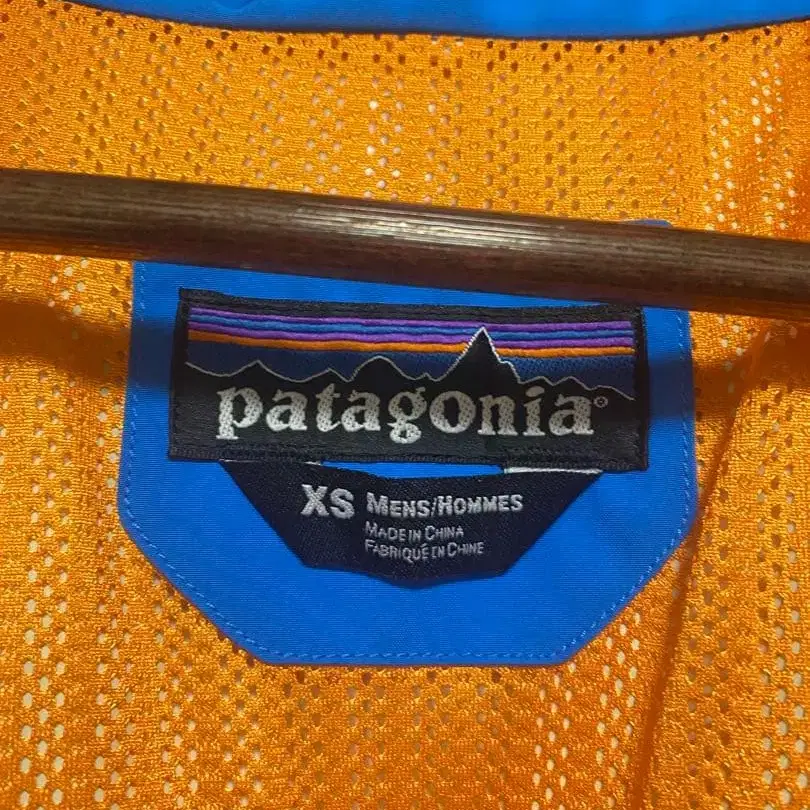 patagonia®
XS MENS/HOMMES
MADE IN CHINA
FABRIQUÉ EN CHINE